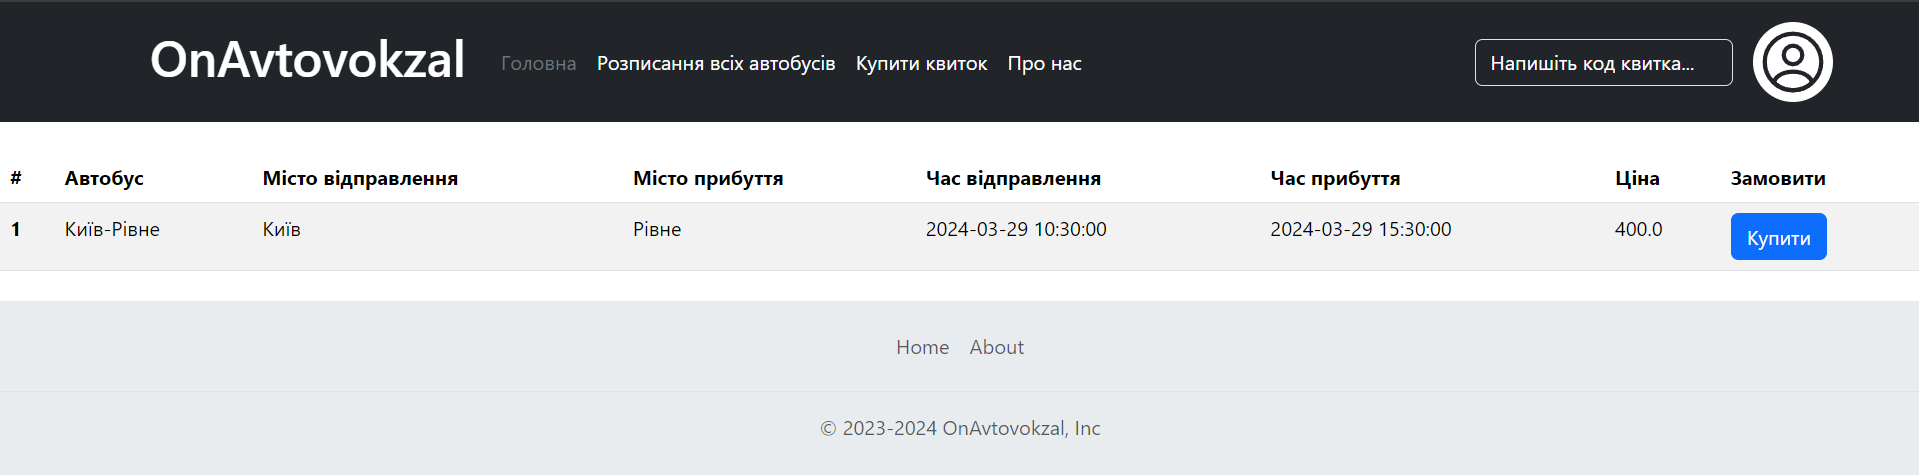 OnAvtovokzal Головна Розписання всіх автобусів Купити квиток Про нас Напишіть код квитка...
# Автобус Місто відправлення Місто прибуття Час відправлення Час прибуття Ціна Замовити
1 Київ-Рівне Київ Рівне 2024-03-29 10:30:00 2024-03-29 15:30:00 400.0 Купити
Home About
© 2023-2024 OnAvtovokzal, Inc